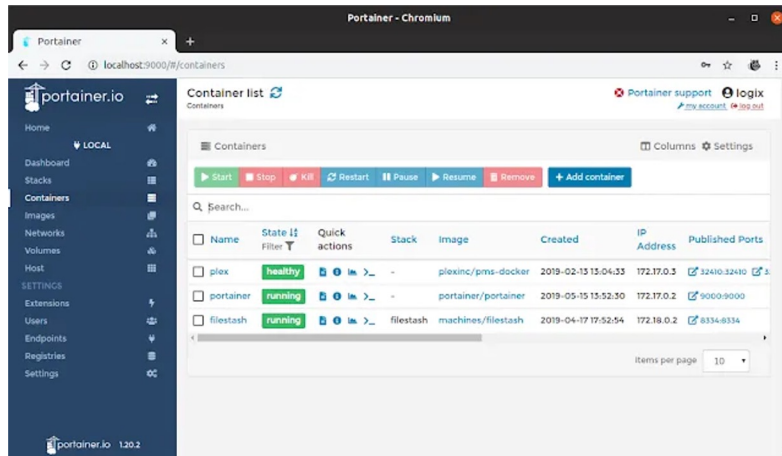 Portainer - Chromium
Portainer
localhost:9000/#/containers
portainer.io
Container list
Portainer support
logix
Containers
my account
log out
Home
LOCAL
Containers
Columns
Settings
Dashboard
Stacks
Start
Stop
Kill
Restart
Pause
Resume
Remove
+ Add container
Containers
Images
Search...
Networks
Volumes
Host
Name
State
Filter
Quick actions
Stack
Image
Created
IP Address
Published Ports
SETTINGS
Extensions
Users
Endpoints
Registries
Settings
plex healthy - plexinc/pms-docker 2019-02-13 13:04:33 172.17.0.3 32410:32410 3
portainer running - portainer/portainer 2019-05-15 13:52:30 172.17.0.2 9000:9000
filestash running filestash machines/filestash 2019-04-17 17:52:54 172.18.0.2 8334:8334
Items per page 10
portainer.io 1.20.2